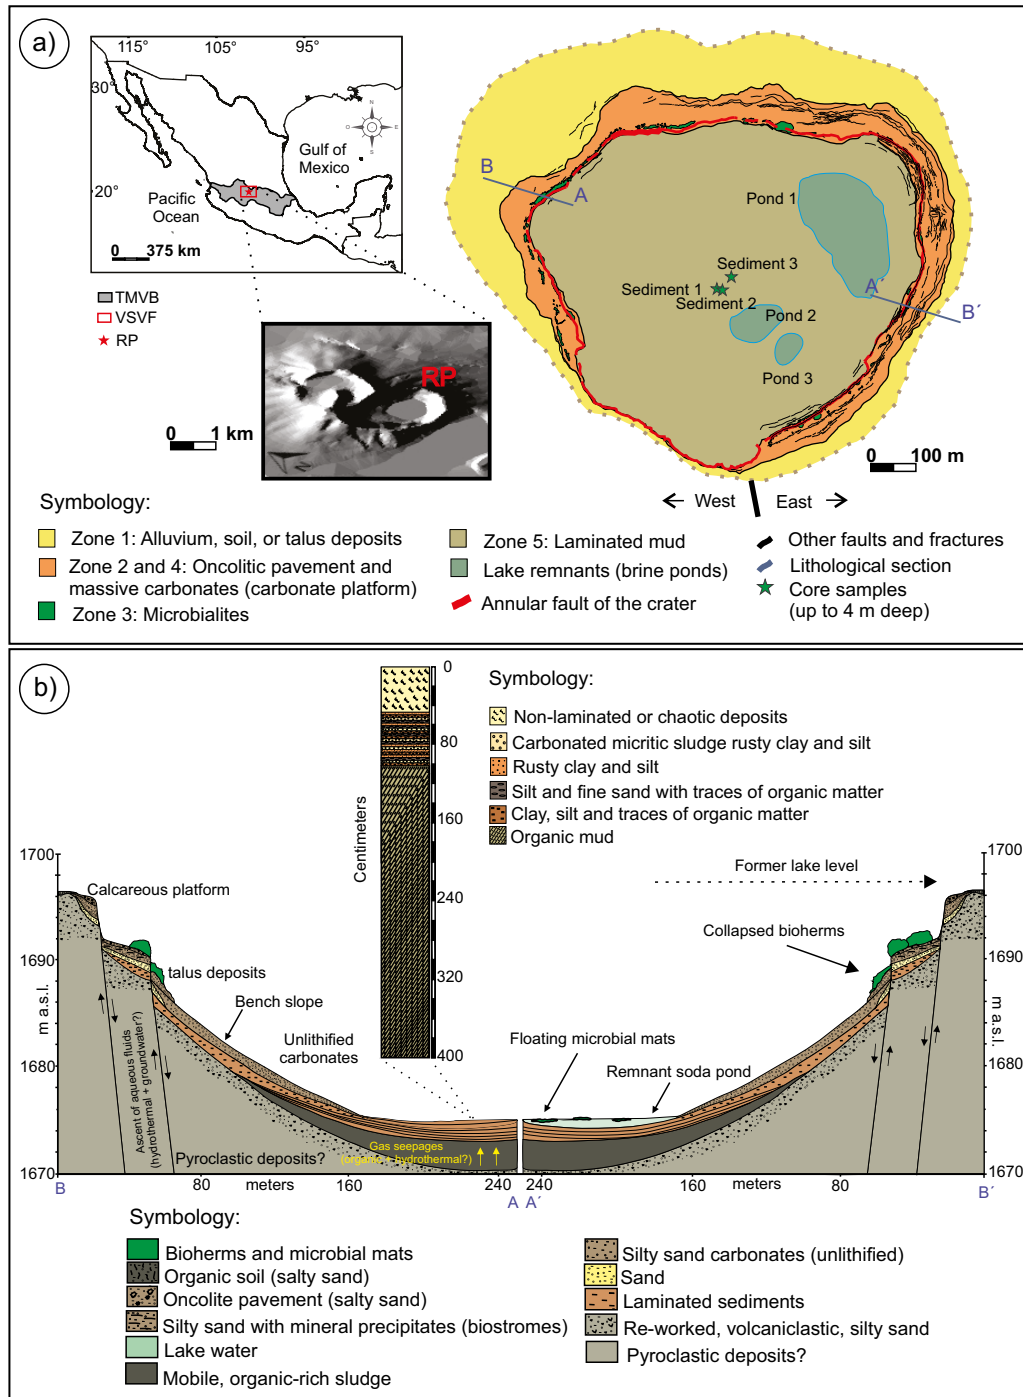 a)
115°
105°
95°
30°
20°
N
O
E
S
Gulf of
Mexico
Pacific
Ocean
0 375 km
TMVB
VSVF
RP
RP
0 1 km
B
A
Pond 1
Sediment 3
Sediment 1
Sediment 2
Pond 2
Pond 3
A´
B´
0 100 m
West East
Symbology:
Zone 1: Alluvium, soil, or talus deposits
Zone 2 and 4: Oncolitic pavement and
massive carbonates (carbonate platform)
Zone 3: Microbialites
Zone 5: Laminated mud
Lake remnants (brine ponds)
Annular fault of the crater
Other faults and fractures
Lithological section
Core samples
(up to 4 m deep)
b)
Centimeters
0
80
160
240
320
400
Symbology:
Non-laminated or chaotic deposits
Carbonated micritic sludge rusty clay and silt
Rusty clay and silt
Silt and fine sand with traces of organic matter
Clay, silt and traces of organic matter
Organic mud
1700
1690
1680
1670
m a.s.l.
Calcareous platform
talus deposits
Bench slope
Unlithified
carbonates
Ascent of aqueous fluids
(hydrothermal + groundwater?)
Pyroclastic deposits?
Gas seepages
(organic + hydrothermal?)
Former lake level
Collapsed bioherms
Floating microbial mats
Remnant soda pond
1700
1690
1680
1670
m a.s.l.
B
80
meters
160
240
A
A´
240
160
meters
80
B´
Symbology:
Bioherms and microbial mats
Organic soil (salty sand)
Oncolite pavement (salty sand)
Silty sand with mineral precipitates (biostromes)
Lake water
Mobile, organic-rich sludge
Silty sand carbonates (unlithified)
Sand
Laminated sediments
Re-worked, volcaniclastic, silty sand
Pyroclastic deposits?